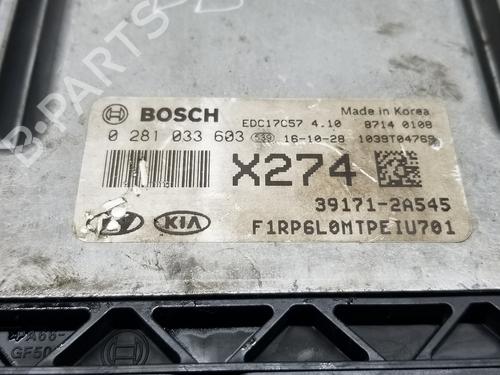 BOSCH
EDC17C57 4.10
Made in Korea
8714 0108
0 281 033 603
539
16-10-28
1039T04769
X274
39171-2A545
KIA
F1RP6L0MTPEIU701
B-PARTS